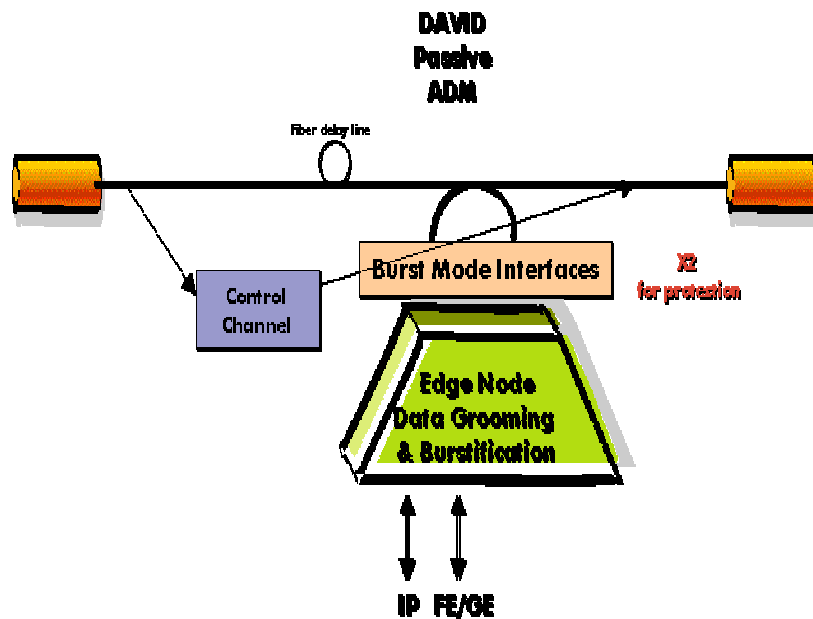 DAVID
Passive
ADM
Fiber delay line
Burst Mode Interfaces
X2
for protection
Control
Channel
Edge Node
Data Grooming
& Burstification
IP FE/GE